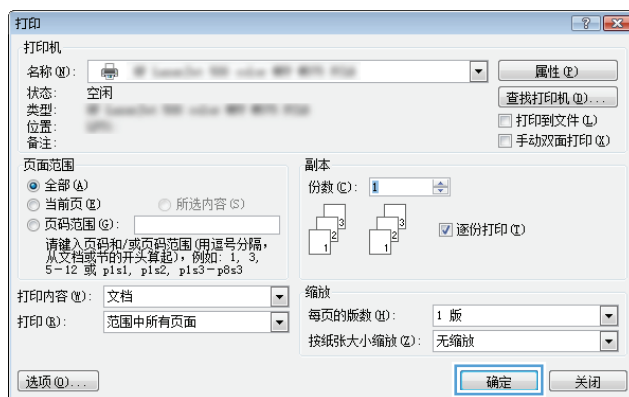 打印
打印机
名称(N):
属性(P)
状态: 空闲
查找打印机(D)...
类型:
位置:
打印到文件(L)
备注:
手动双面打印(X)
页面范围
全部(A)
当前页(E) 所选内容(S)
页码范围(G):
请键入页码和/或页码范围(用逗号分隔，
从文档或节的开头算起)，例如: 1, 3,
5-12 或 p1s1, p1s2, p1s3-p8s3
副本
份数(C): 1
3 3
2 2
1 1
逐份打印(T)
打印内容(W): 文档
打印(R): 范围中所有页面
缩放
每页的版数(H): 1 版
按纸张大小缩放(Z): 无缩放
选项(O)...
确定 关闭